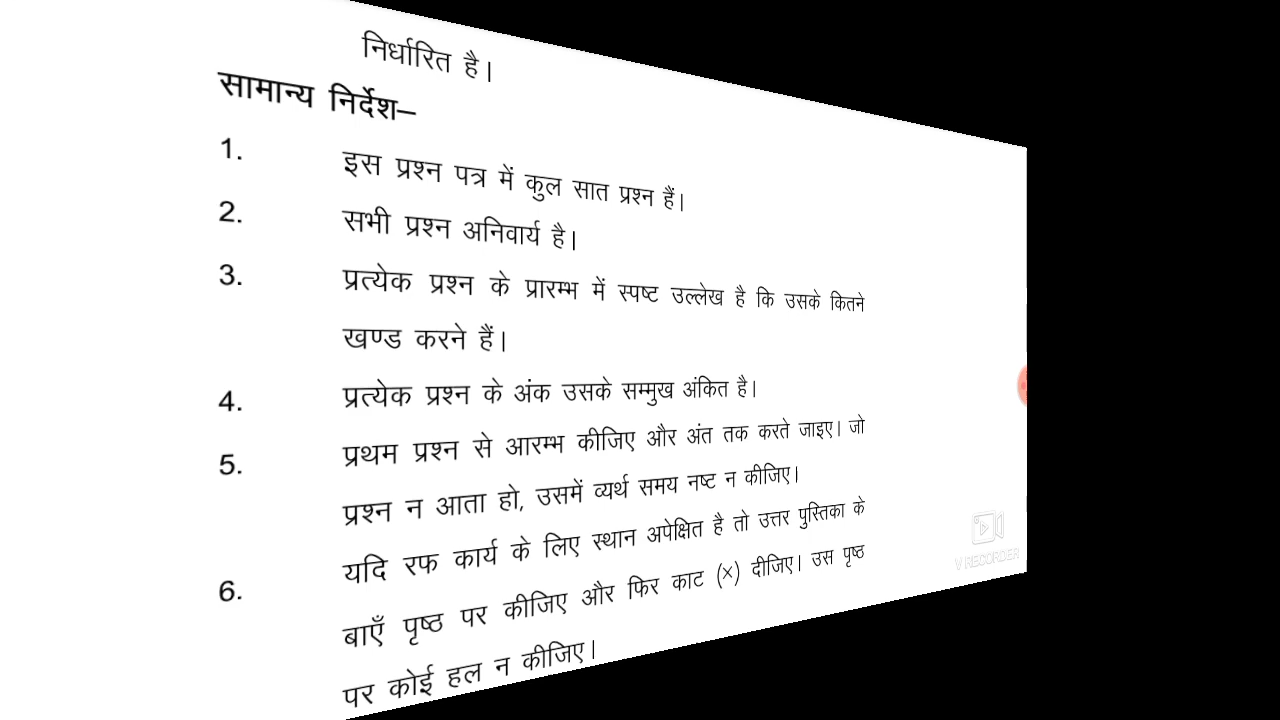 निर्धारित है।
सामान्य निर्देश–
1. इस प्रश्न पत्र में कुल सात प्रश्न हैं।
2. सभी प्रश्न अनिवार्य है।
3. प्रत्येक प्रश्न के प्रारम्भ में स्पष्ट उल्लेख है कि उसके कितने
खण्ड करने हैं।
4. प्रत्येक प्रश्न के अंक उसके सम्मुख अंकित है।
5. प्रथम प्रश्न से आरम्भ कीजिए और अंत तक करते जाइए। जो
प्रश्न न आता हो, उसमें व्यर्थ समय नष्ट न कीजिए।
6. यदि रफ कार्य के लिए स्थान अपेक्षित है तो उत्तर पुस्तिका के
बाएँ पृष्ठ पर कीजिए और फिर काट (×) दीजिए। उस पृष्ठ
पर कोई हल न कीजिए।
V RECORDER